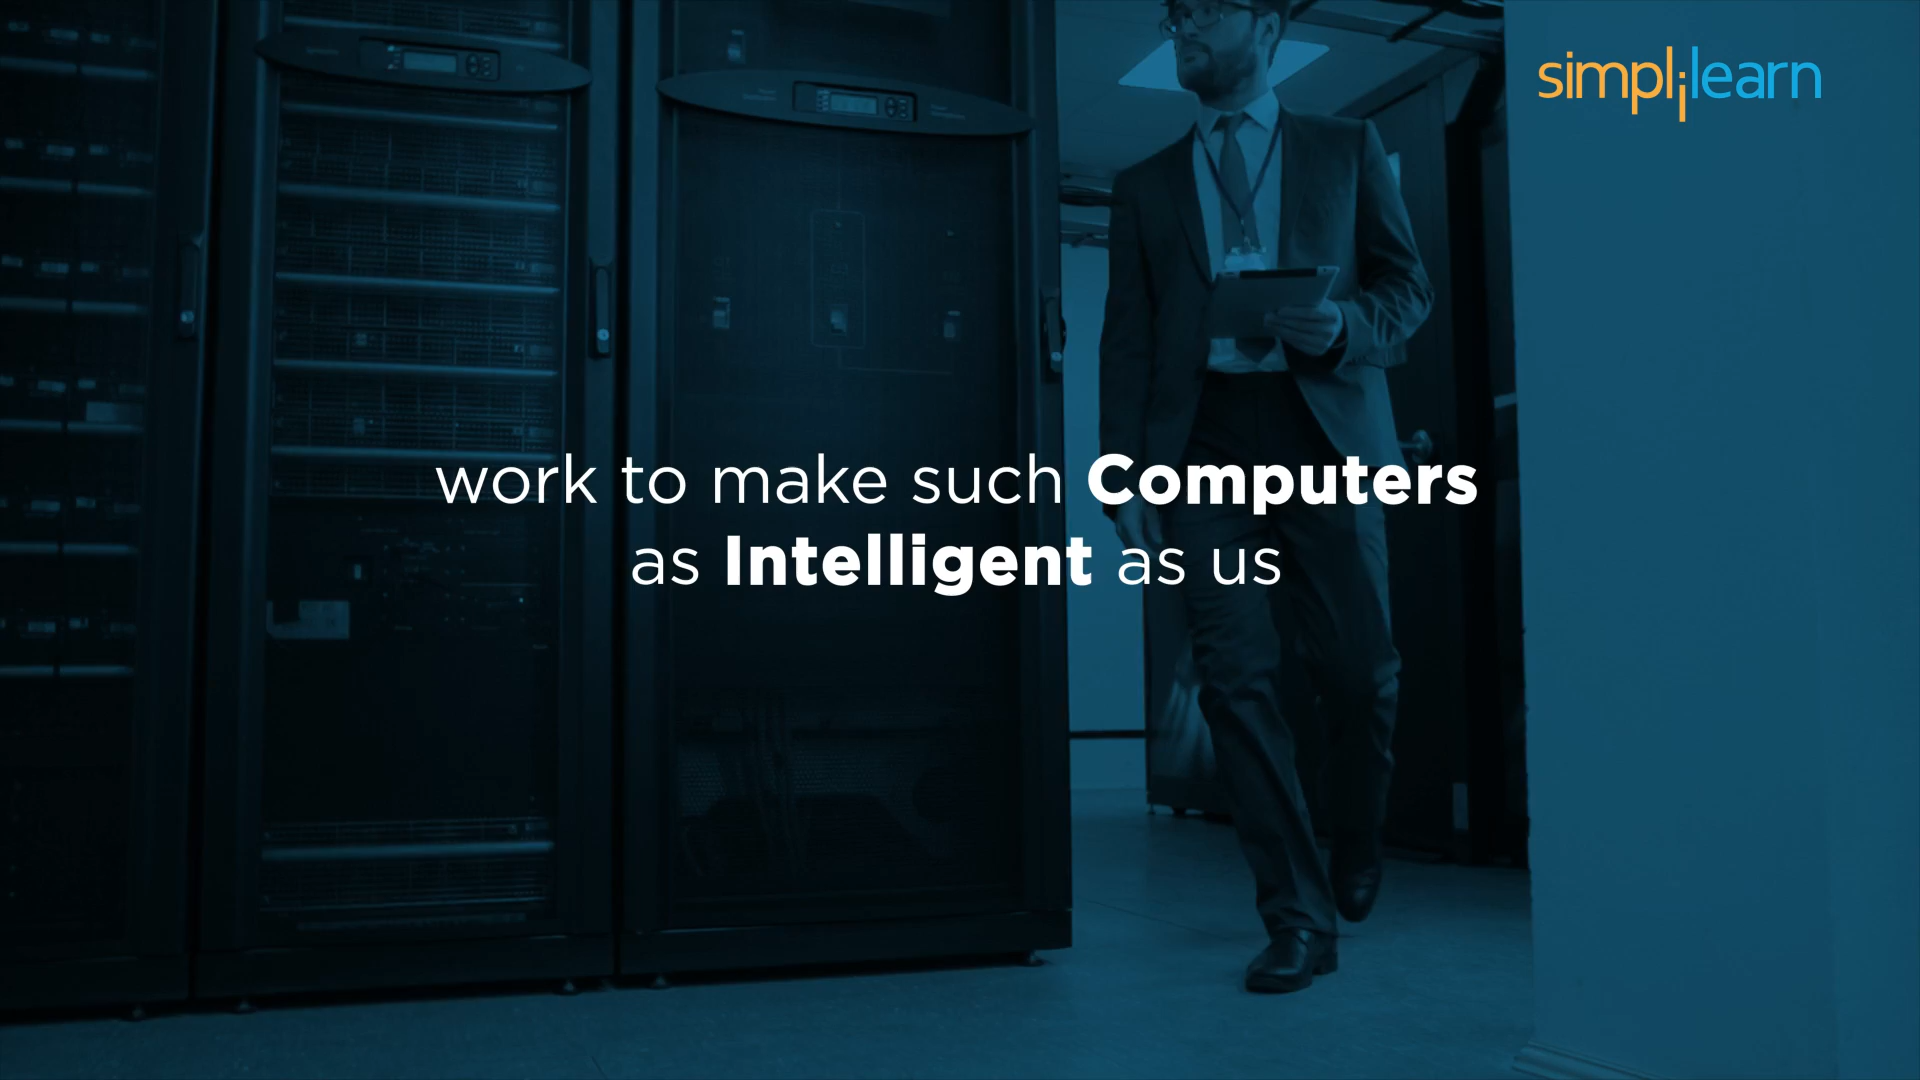 simplilearn
work to make such Computers
as Intelligent as us